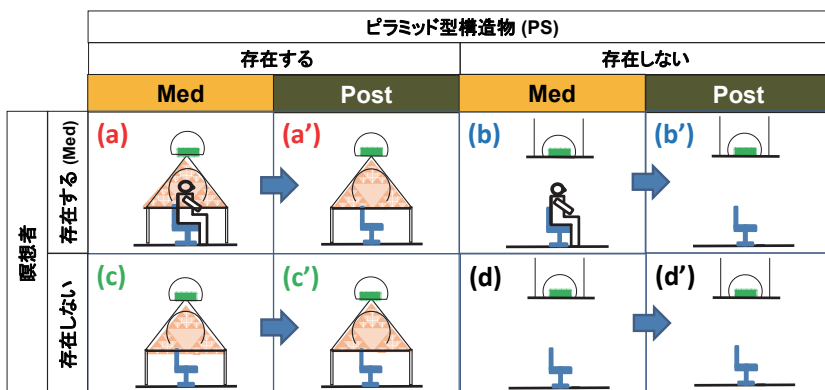 ピラミッド型構造物 (PS)
存在する
存在しない
Med
Post
Med
Post
瞑想者
存在する (Med)
(a)
(a’)
(b)
(b’)
存在しない
(c)
(c’)
(d)
(d’)